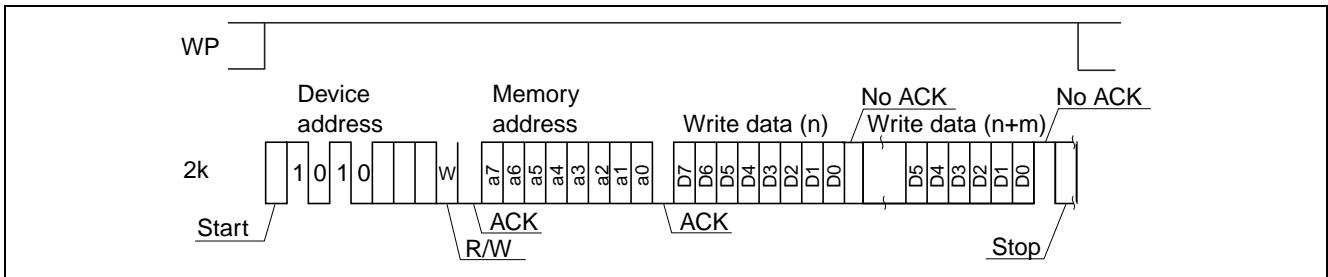 WP
Device address
Memory address
Write data (n)
No ACK
Write data (n+m)
No ACK
2k
1 0 1 0
W
a7 a6 a5 a4 a3 a2 a1 a0
D7 D6 D5 D4 D3 D2 D1 D0
D5 D4 D3 D2 D1 D0
Start
R/W
ACK
ACK
Stop